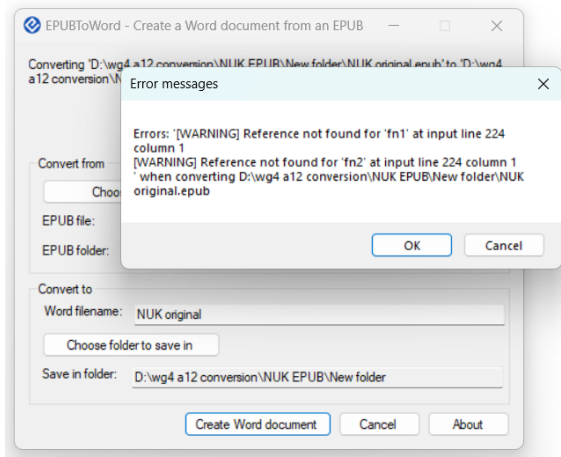 EPUBToWord - Create a Word document from an EPUB
Converting 'D:\wg4 a12 conversion\NUK EPUB\New folder\NUK original.epub' to 'D:\wg4
a12 conversion\N
Error messages
Errors: '[WARNING] Reference not found for 'fn1' at input line 224
column 1
[WARNING] Reference not found for 'fn2' at input line 224 column 1
' when converting D:\wg4 a12 conversion\NUK EPUB\New folder\NUK
original.epub
OK
Cancel
Convert from
EPUB file:
EPUB folder:
Convert to
Word filename:
NUK original
Choose folder to save in
Save in folder:
D:\wg4 a12 conversion\NUK EPUB\New folder
Create Word document
Cancel
About